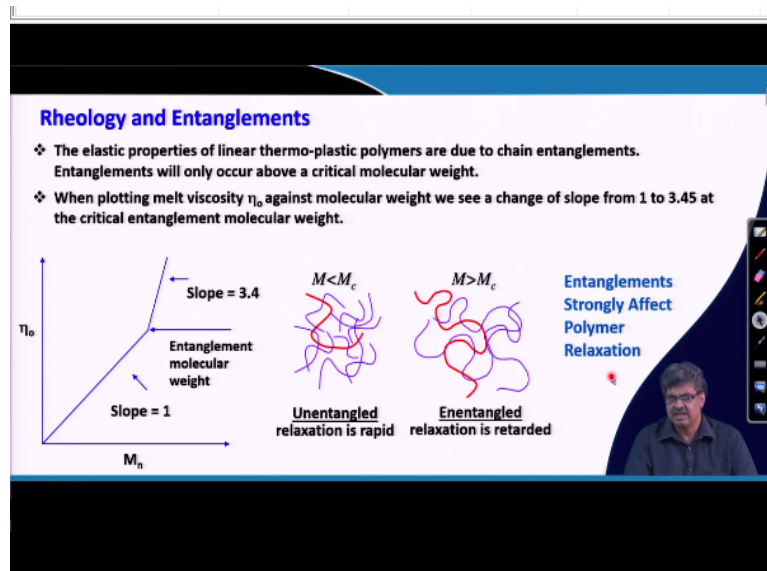 Rheology and Entanglements
❖ The elastic properties of linear thermo-plastic polymers are due to chain entanglements.
Entanglements will only occur above a critical molecular weight.
❖ When plotting melt viscosity ηₒ against molecular weight we see a change of slope from 1 to 3.45 at
the critical entanglement molecular weight.
ηₒ
Slope = 3.4
Entanglement
molecular
weight
Slope = 1
Mₙ
M<M_c
Unentangled
relaxation is rapid
M>M_c
Enentangled
relaxation is retarded
Entanglements
Strongly Affect
Polymer
Relaxation